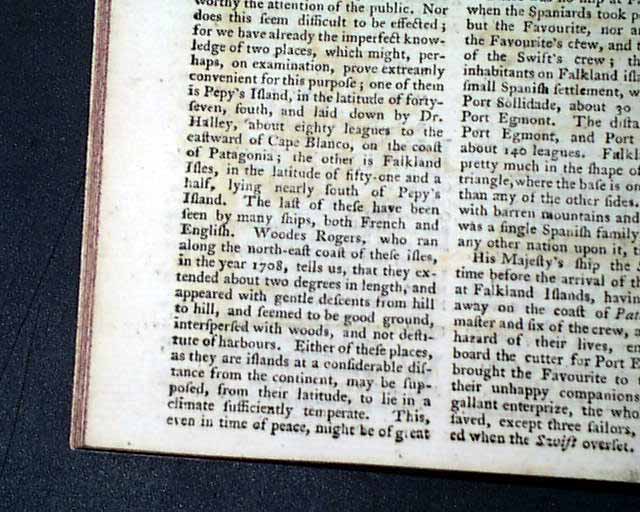 worthy the attention of the public. Nor
does this ſeem difficult to be effected;
for we have already the imperfect know-
ledge of two places, which might, per-
haps, on examination, prove extreamly
convenient for this purpoſe; one of them
is Pepy's Iſland, in the latitude of forty-
ſeven, ſouth, and laid down by Dr.
Halley, about eighty leagues to the
eaſtward of Cape Blanco, on the coaſt
of Patagonia; the other is Falkland
Iſles, in the latitude of fifty-one and a
half, lying nearly ſouth of Pepy's
Iſland. The laſt of theſe have been
ſeen by many ſhips, both French and
Engliſh. Woodes Rogers, who ran
along the north-eaſt coaſt of theſe iſles,
in the year 1708, tells us, that they ex-
tended about two degrees in length, and
appeared with gentle deſcents from hill
to hill, and ſeemed to be good ground,
interſperſed with woods, and not deſti-
tute of harbours. Either of theſe places,
as they are iſlands at a conſiderable diſ-
tance from the continent, may be ſup-
poſed, from their latitude, to lie in a
climate ſufficiently temperate. This,
even in time of peace, might be of great
when the Spaniards took
but the Favourite, nor
the Favourite's crew, and
of the Swift's crew;
inhabitants on Falkland
ſmall Spaniſh ſettlement,
Port Sollidade, about 30
Port Egmont. The
Port Egmont, and Port
about 140 leagues.
pretty much in the ſhape of
triangle, where the baſe is
than any of the other ſides.
with barren mountains and
was a ſingle Spaniſh family
any other nation upon it,
His Majeſty's ſhip the
time before the arrival of
at Falkland Iſlands,
away on the coaſt of
maſter and ſix of the crew,
hazard of their lives,
board the cutter for Port
brought the Favourite to
their unhappy companions
gallant enterprize, the
ſaved, except three ſailors,
ed when the Swift overſet.